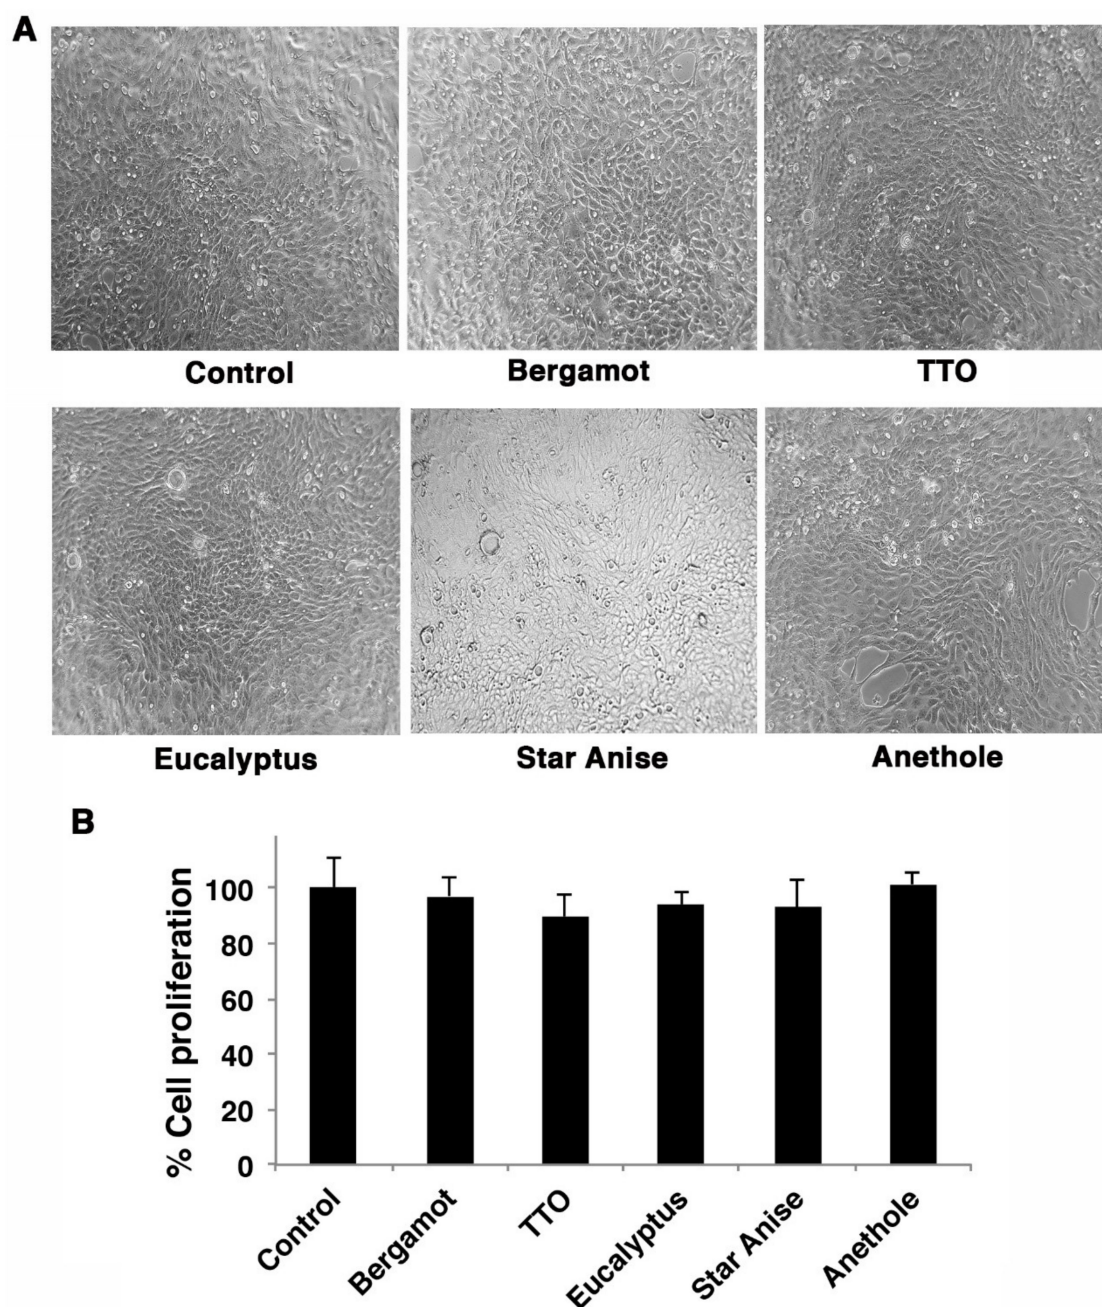 A
Control
Bergamot
TTO
Eucalyptus
Star Anise
Anethole
B
% Cell proliferation
100
80
60
40
20
0
Control
Bergamot
TTO
Eucalyptus
Star Anise
Anethole